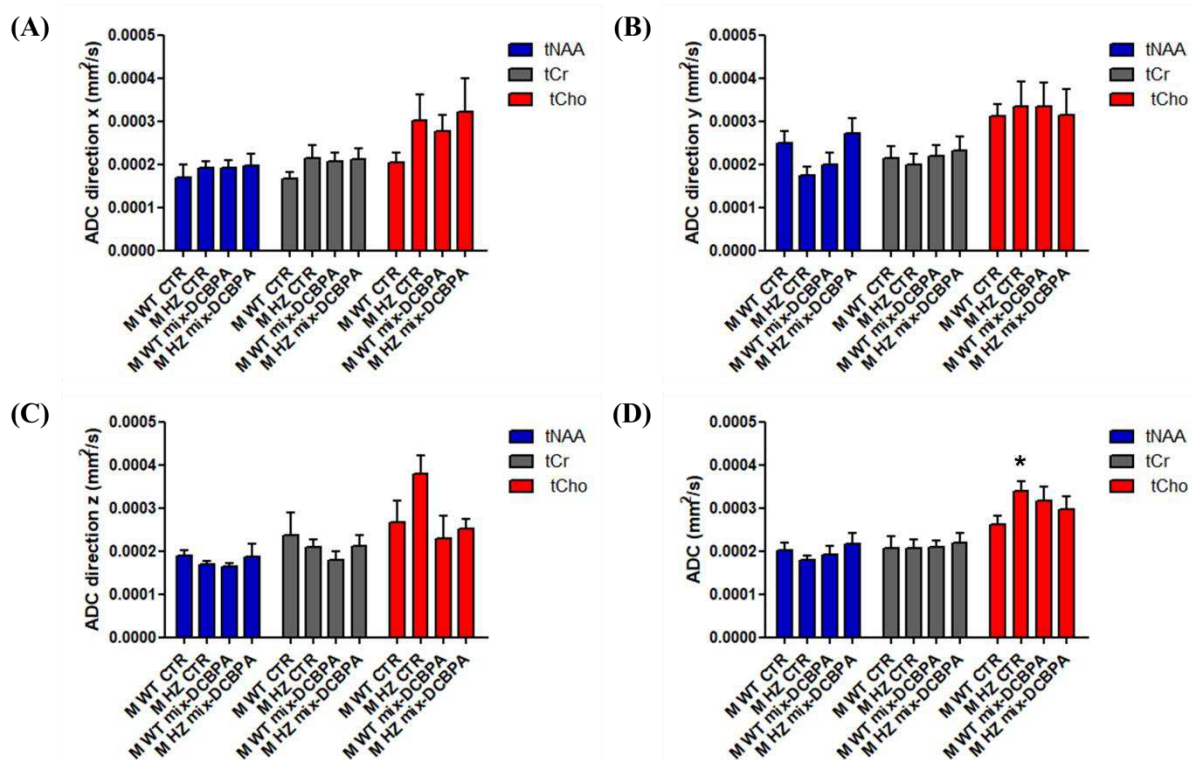 (A)
ADC direction x (mm²/s)
0.0005
0.0004
0.0003
0.0002
0.0001
0.0000
M WT CTR
M HZ CTR
M WT mix-DCBPA
M HZ mix-DCBPA
M WT CTR
M HZ CTR
M WT mix-DCBPA
M HZ mix-DCBPA
M WT CTR
M HZ CTR
M WT mix-DCBPA
M HZ mix-DCBPA
tNAA
tCr
tCho
(B)
ADC direction y (mm²/s)
0.0005
0.0004
0.0003
0.0002
0.0001
0.0000
M WT CTR
M HZ CTR
M WT mix-DCBPA
M HZ mix-DCBPA
M WT CTR
M HZ CTR
M WT mix-DCBPA
M HZ mix-DCBPA
M WT CTR
M HZ CTR
M WT mix-DCBPA
M HZ mix-DCBPA
tNAA
tCr
tCho
(C)
ADC direction z (mm²/s)
0.0005
0.0004
0.0003
0.0002
0.0001
0.0000
M WT CTR
M HZ CTR
M WT mix-DCBPA
M HZ mix-DCBPA
M WT CTR
M HZ CTR
M WT mix-DCBPA
M HZ mix-DCBPA
M WT CTR
M HZ CTR
M WT mix-DCBPA
M HZ mix-DCBPA
tNAA
tCr
tCho
(D)
ADC (mm²/s)
0.0005
0.0004
0.0003
0.0002
0.0001
0.0000
*
M WT CTR
M HZ CTR
M WT mix-DCBPA
M HZ mix-DCBPA
M WT CTR
M HZ CTR
M WT mix-DCBPA
M HZ mix-DCBPA
M WT CTR
M HZ CTR
M WT mix-DCBPA
M HZ mix-DCBPA
tNAA
tCr
tCho